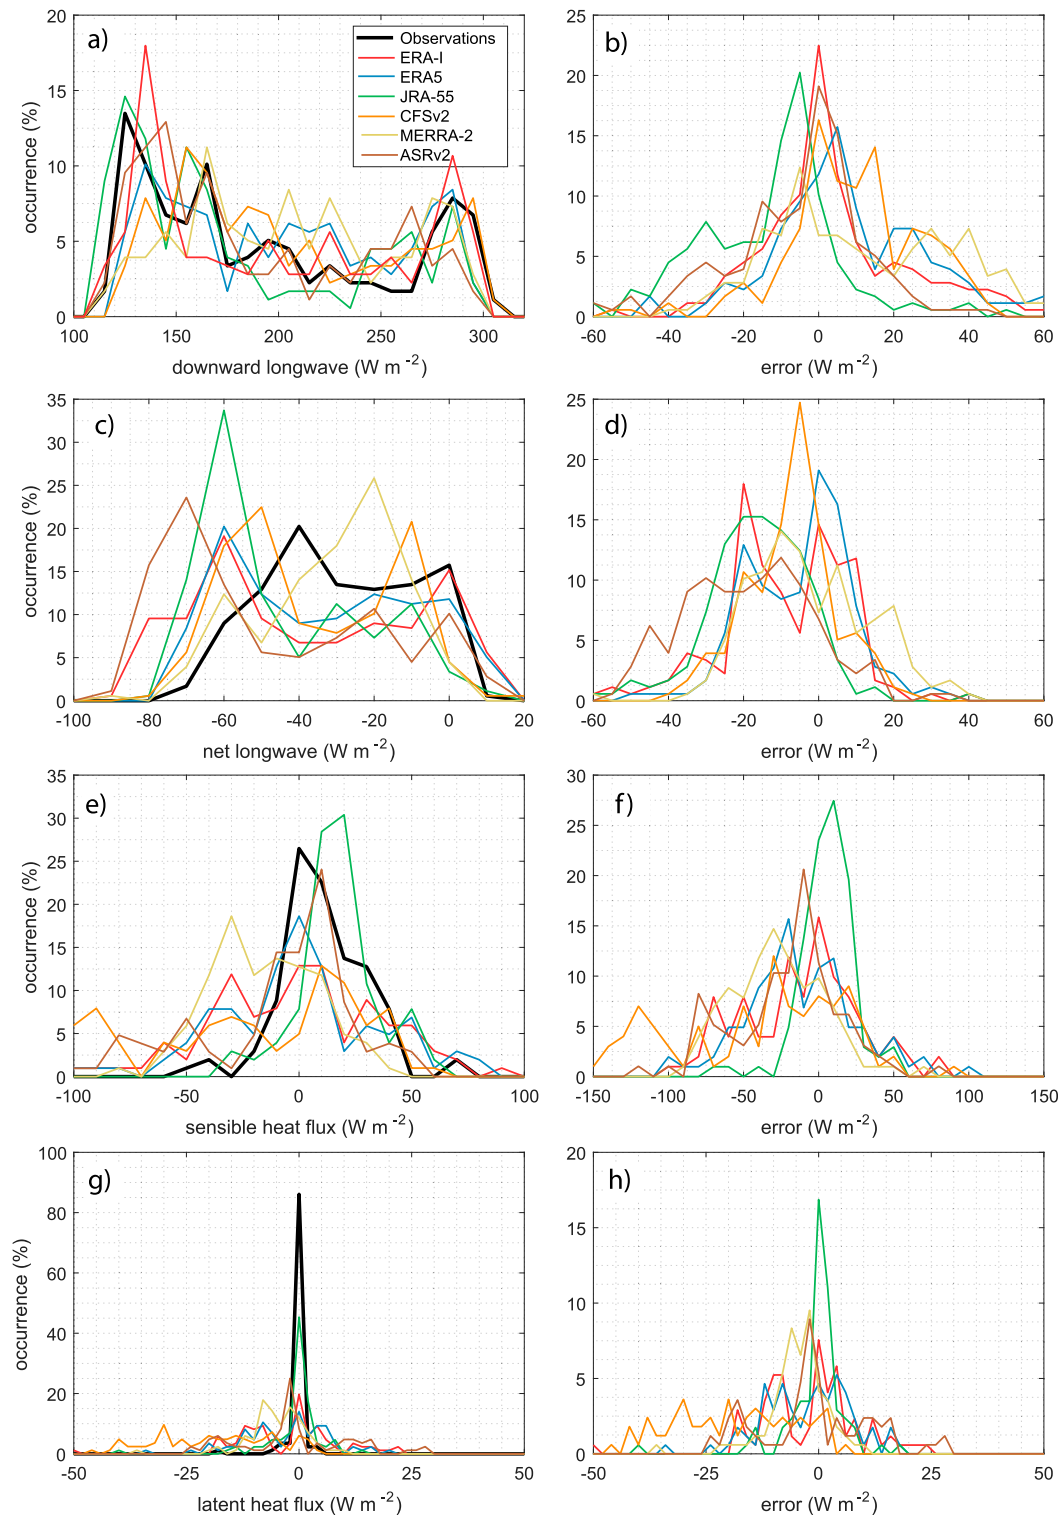 a)
20
15
10
5
0
occurrence (%)
100 150 200 250 300
downward longwave (W m -2)
Observations
ERA-I
ERA5
JRA-55
CFSv2
MERRA-2
ASRv2
b)
25
20
15
10
5
0
-60 -40 -20 0 20 40 60
error (W m -2)
c)
35
30
25
20
15
10
5
0
occurrence (%)
-100 -80 -60 -40 -20 0 20
net longwave (W m -2)
d)
25
20
15
10
5
0
-60 -40 -20 0 20 40 60
error (W m -2)
e)
35
30
25
20
15
10
5
0
occurrence (%)
-100 -50 0 50 100
sensible heat flux (W m -2)
f)
30
25
20
15
10
5
0
-150 -100 -50 0 50 100 150
error (W m -2)
g)
100
80
60
40
20
0
occurrence (%)
-50 -25 0 25 50
latent heat flux (W m -2)
h)
20
15
10
5
0
-50 -25 0 25 50
error (W m -2)